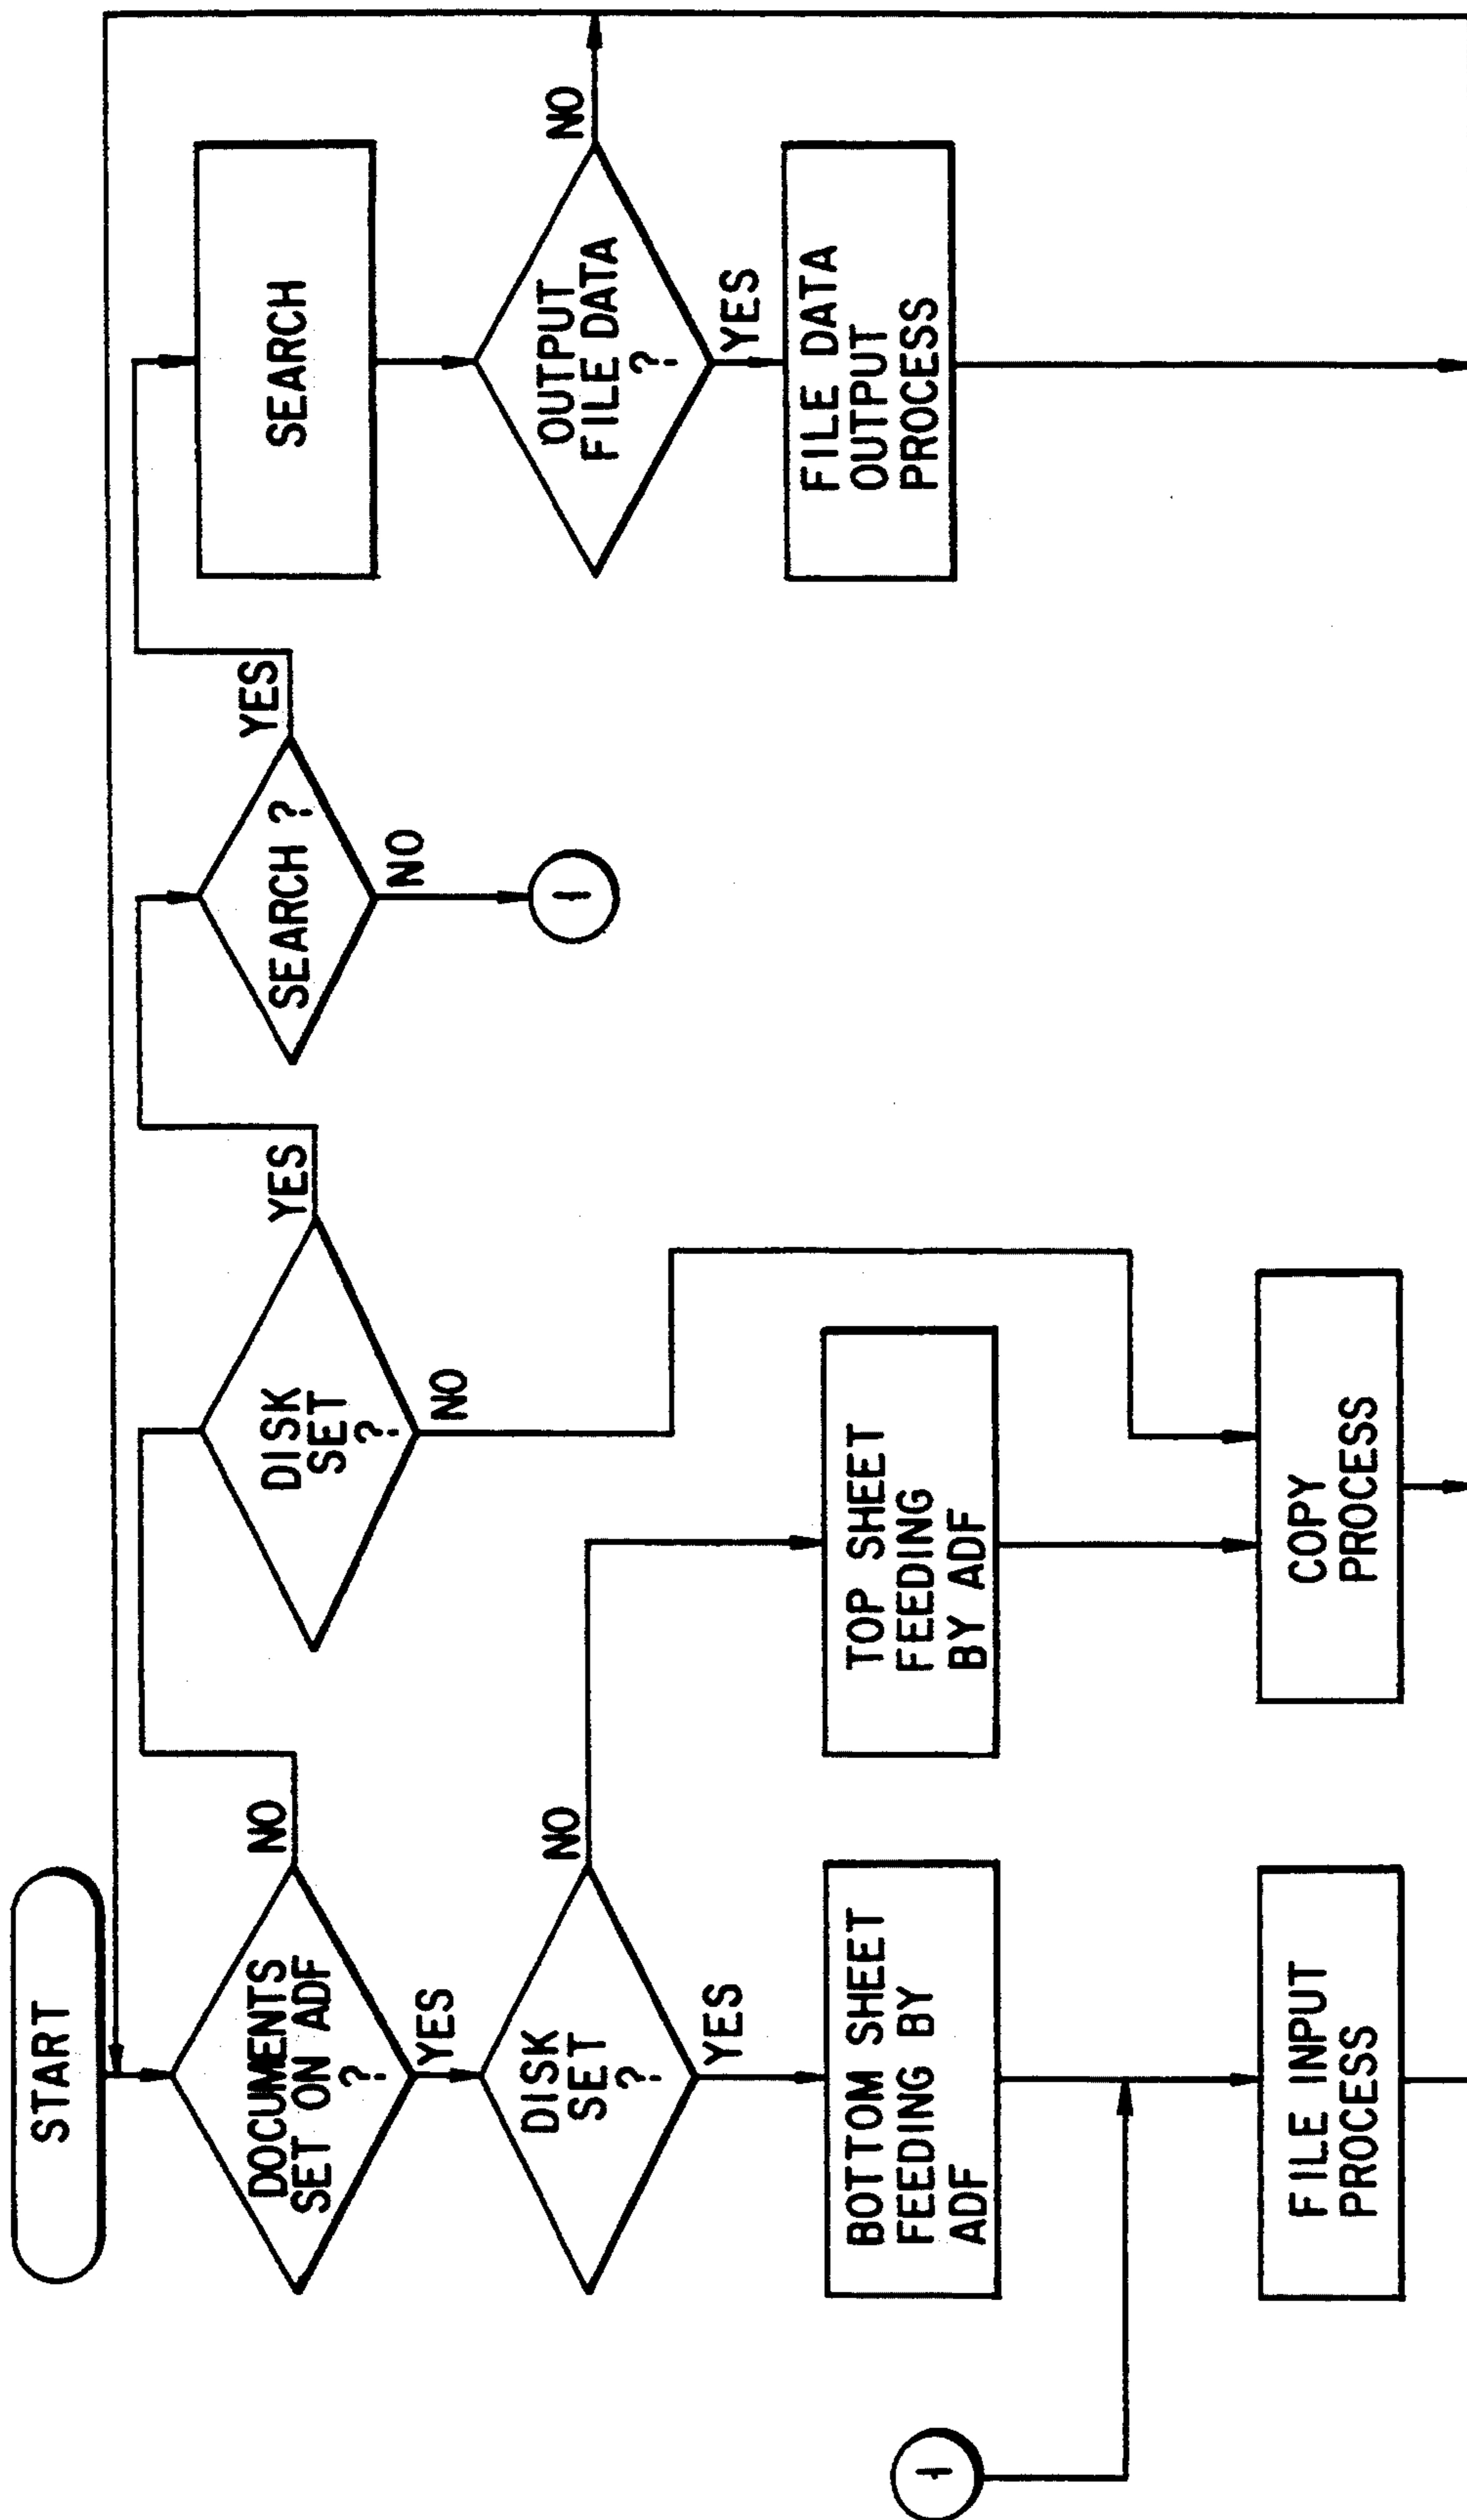 START
DOCUMENTS
SET ON ADF
?
NO
YES
DISK
SET
?
NO
YES
BOTTOM SHEET
FEEDING BY
ADF
1
FILE INPUT
PROCESS
DISK
SET
?
YES
NO
TOP SHEET
FEEDING
BY ADF
COPY
PROCESS
SEARCH ?
YES
NO
1
SEARCH
OUTPUT
FILE DATA
?
NO
YES
FILE DATA
OUTPUT
PROCESS